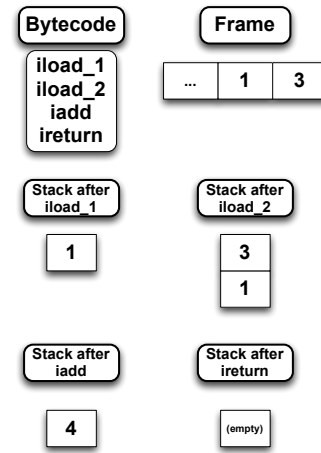 Bytecode
iload_1
iload_2
iadd
ireturn
Frame
... 1 3
Stack after
iload_1
1
Stack after
iload_2
3
1
Stack after
iadd
4
Stack after
ireturn
(empty)